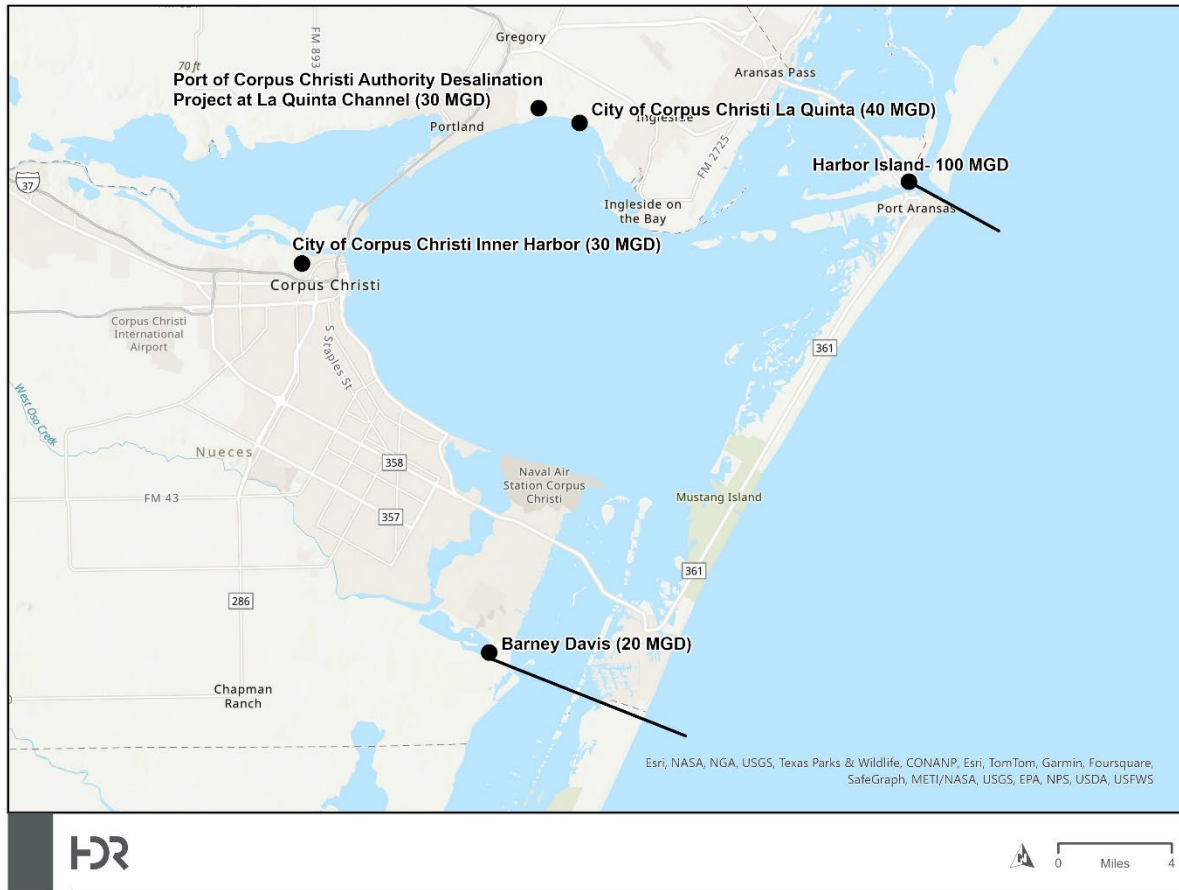 FM 893
Gregory
70 ft
Aransas Pass
Port of Corpus Christi Authority Desalination
Project at La Quinta Channel (30 MGD)
City of Corpus Christi La Quinta (40 MGD)
Portland
Ingleside
FM 2725
Harbor Island- 100 MGD
37
Ingleside on
the Bay
Port Aransas
City of Corpus Christi Inner Harbor (30 MGD)
Corpus Christi
Corpus Christi
International
Airport
S Staples St
361
West Oso Creek
Nueces
358
Naval Air
Station Corpus
Christi
Mustang Island
FM 43
357
361
286
Barney Davis (20 MGD)
Chapman
Ranch
Esri, NASA, NGA, USGS, Texas Parks & Wildlife, CONANP, Esri, TomTom, Garmin, Foursquare,
SafeGraph, METI/NASA, USGS, EPA, NPS, USDA, USFWS
HDR
N
0 Miles 4